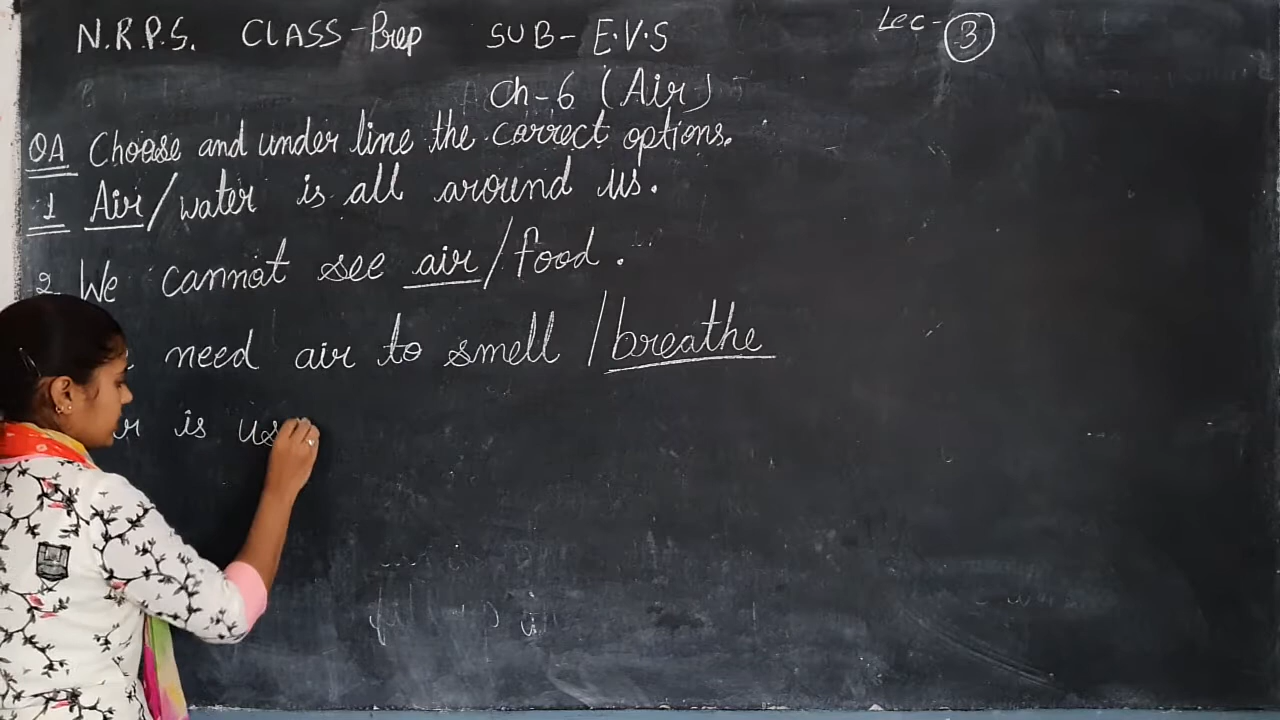 N.R.P.S. CLASS-Prep SUB- E.V.S Lec- 3
Ch-6 (Air)
QA Choose and under line the correct options.
1 Air/water is all around us.
2 We cannot see air/food.
need air to smell /breathe
is us